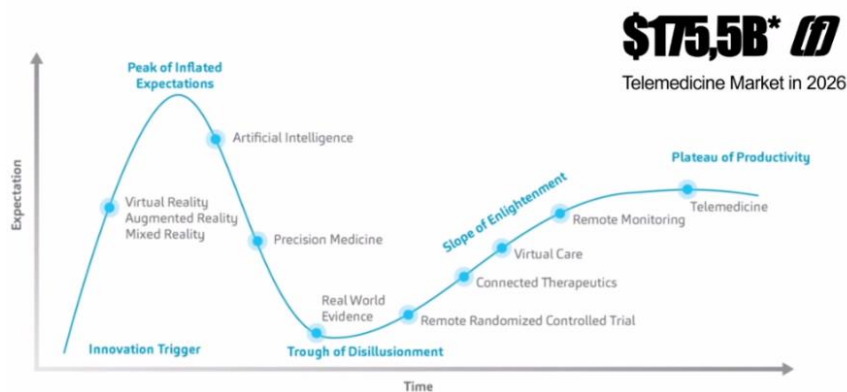 $175,5B*
Telemedicine Market in 2026
Peak of Inflated
Expectations
Artificial Intelligence
Plateau of Productivity
Slope of Enlightenment
Telemedicine
Virtual Reality
Augmented Reality
Mixed Reality
Remote Monitoring
Precision Medicine
Virtual Care
Connected Therapeutics
Real World
Evidence
Remote Randomized Controlled Trial
Innovation Trigger
Trough of Disillusionment
Expectation
Time